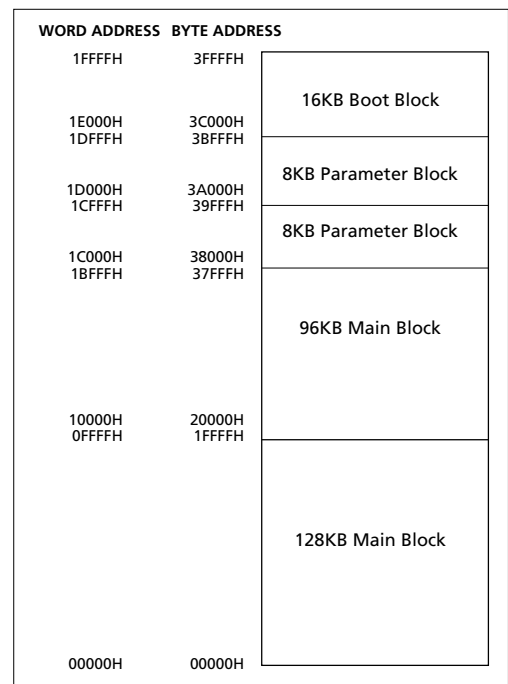 WORD ADDRESS BYTE ADDRESS
1FFFFH 3FFFFH
16KB Boot Block
1E000H 3C000H
1DFFFH 3BFFFH
8KB Parameter Block
1D000H 3A000H
1CFFFH 39FFFH
8KB Parameter Block
1C000H 38000H
1BFFFH 37FFFH
96KB Main Block
10000H 20000H
0FFFFH 1FFFFH
128KB Main Block
00000H 00000H